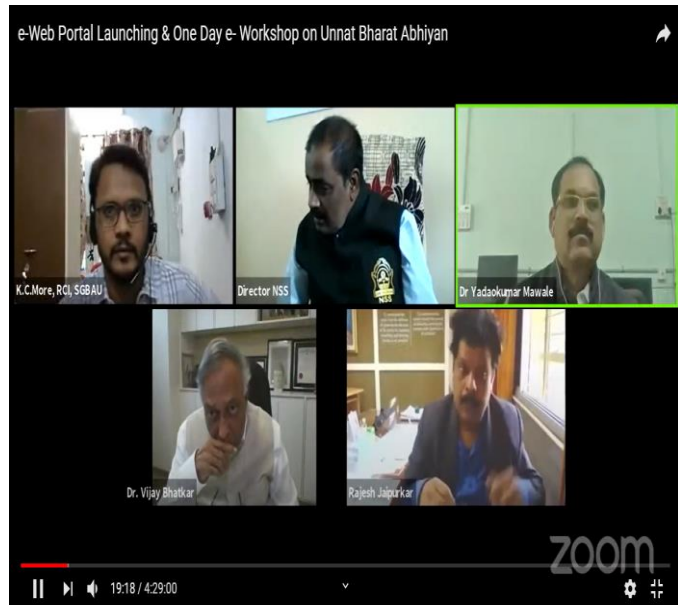 e-Web Portal Launching & One Day e- Workshop on Unnat Bharat Abhiyan
K.C.More, RCI, SGBAU
Director NSS
NSS
Dr Yadaokumar Mawale
Dr. Vijay Bhatkar
Rajesh Jaipurkar
zoom
19:18 / 4:29:00